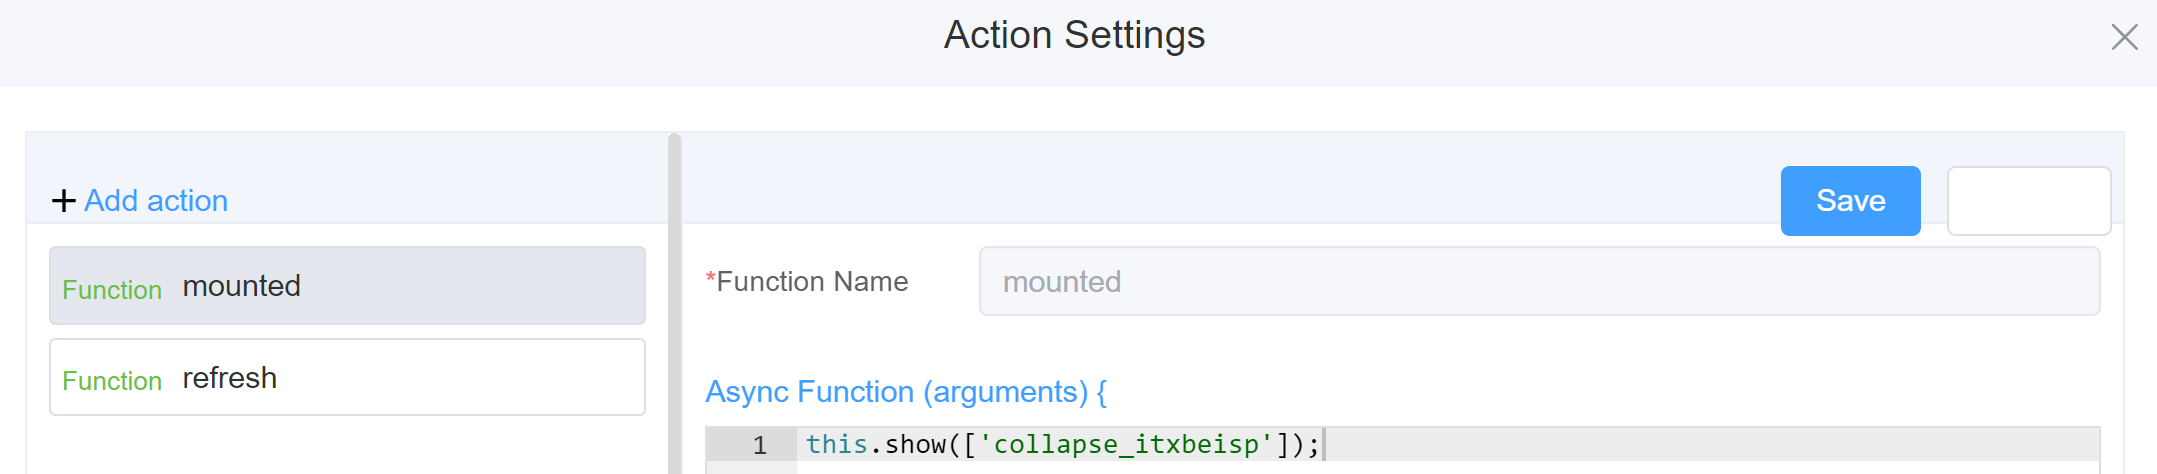 Action Settings
Add action
Save
Function mounted
*Function Name
mounted
Function refresh
Async Function (arguments) {
1 this.show(['collapse_itxbeisp']);